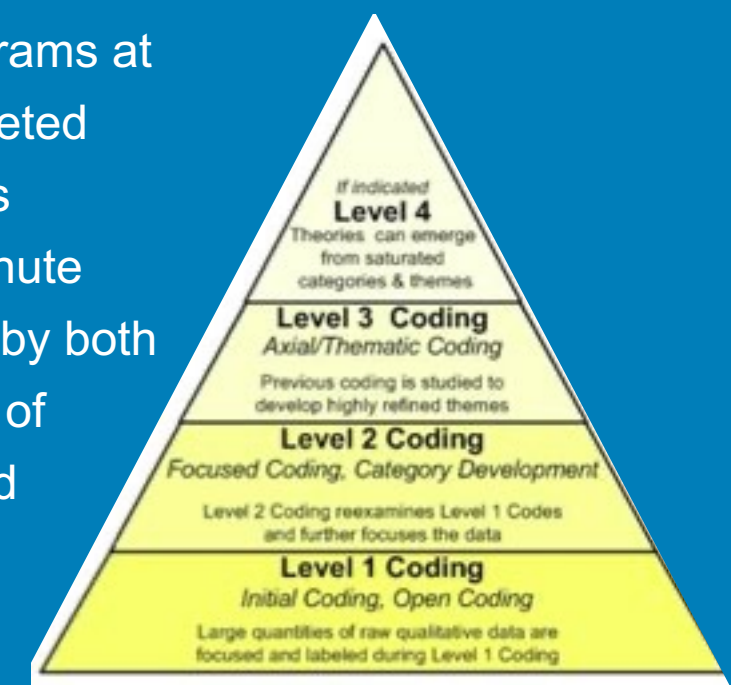 rams at
eted
s
nute
by both
of
d
If indicated
Level 4
Theories can emerge
from saturated
categories & themes
Level 3 Coding
Axial/Thematic Coding
Previous coding is studied to
develop highly refined themes
Level 2 Coding
Focused Coding, Category Development
Level 2 Coding reexamines Level 1 Codes
and further focuses the data
Level 1 Coding
Initial Coding, Open Coding
Large quantities of raw qualitative data are
focused and labeled during Level 1 Coding